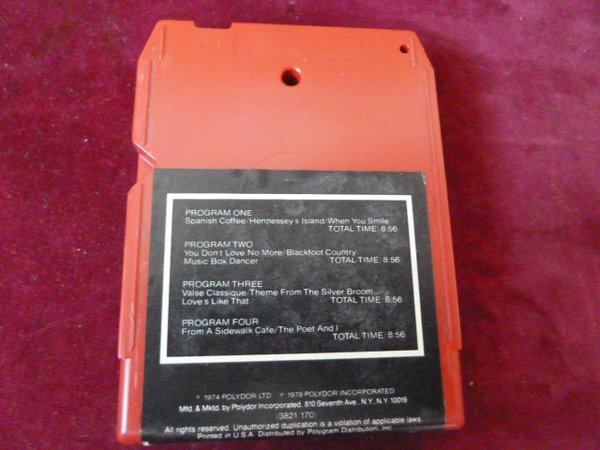 PROGRAM ONE
Spanish Coffee/Hennessey's Island/When You Smile
TOTAL TIME: 8:56
PROGRAM TWO
You Don't Love No More/Blackfoot Country
Music Box Dancer TOTAL TIME: 8:56
PROGRAM THREE
Valse Classique/Theme From The Silver Broom
Love's Like That TOTAL TIME: 8:56
PROGRAM FOUR
From A Sidewalk Cafe/The Poet And I
TOTAL TIME: 8:56
℗ 1974 POLYDOR LTD ℗ 1979 POLYDOR INCORPORATED
Mfd. & Mktd. by Polydor Incorporated, 810 Seventh Ave., N.Y., N.Y. 10019
(3821 170)
All rights reserved. Unauthorized duplication is a violation of applicable laws.
Printed in U.S.A. Distributed by Polygram Distribution, Inc.